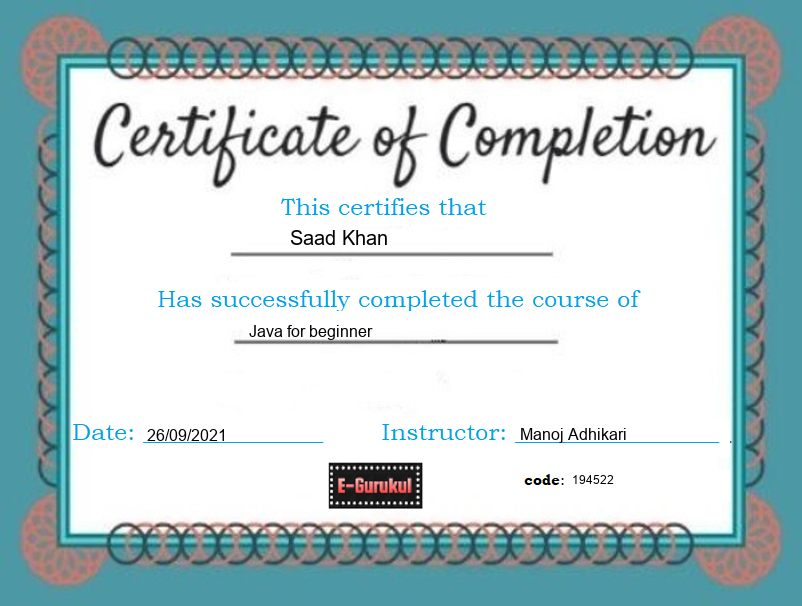 Certificate of Completion
This certifies that
Saad Khan
Has successfully completed the course of
Java for beginner
Date: 26/09/2021 Instructor: Manoj Adhikari
E-Gurukul code: 194522